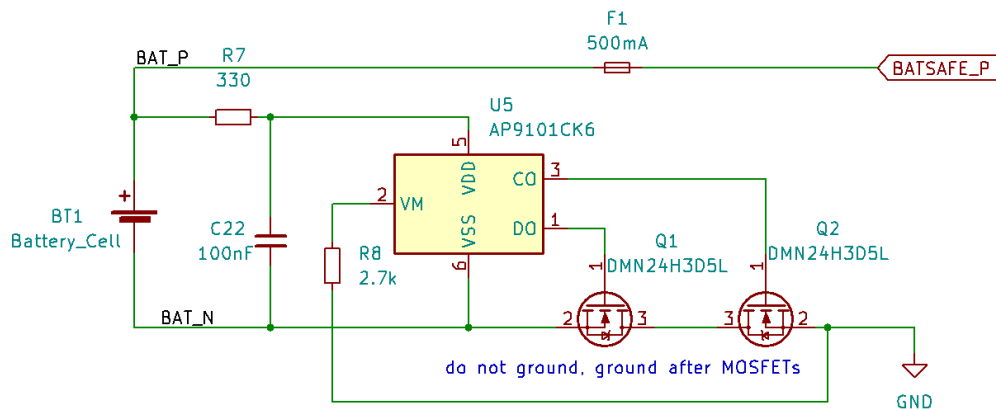 F1
500mA
BAT_P
R7
330
BATSAFE_P
U5
AP9101CK6
5
VDD
CO
3
2
VM
DO
1
VSS
6
BT1
Battery_Cell
+
C22
100nF
R8
2.7k
Q1
DMN24H3D5L
Q2
DMN24H3D5L
1
1
BAT_N
2
3
3
2
do not ground, ground after MOSFETs
GND